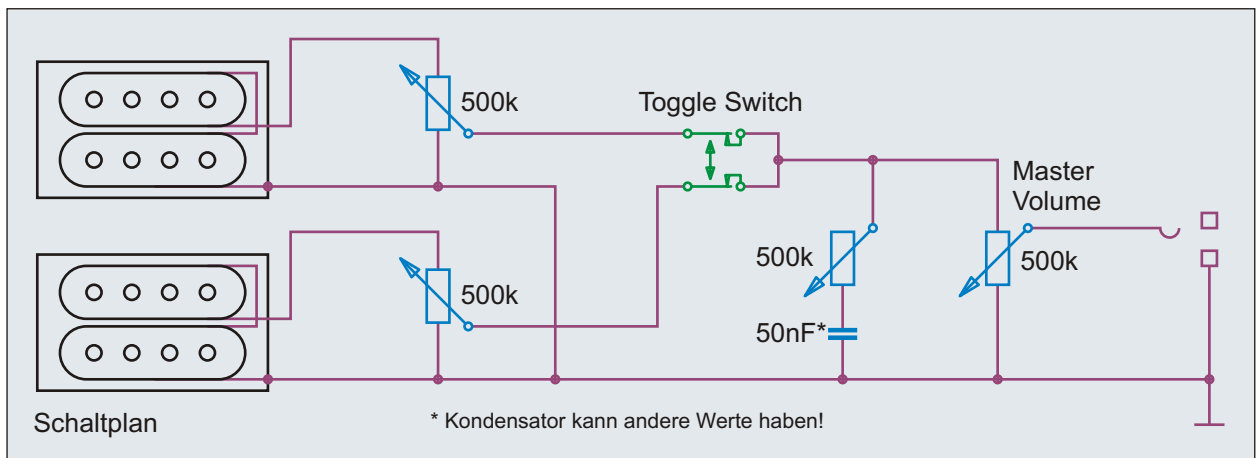 500k
Toggle Switch
Master
Volume
500k
500k
500k
50nF*
Schaltplan
* Kondensator kann andere Werte haben!